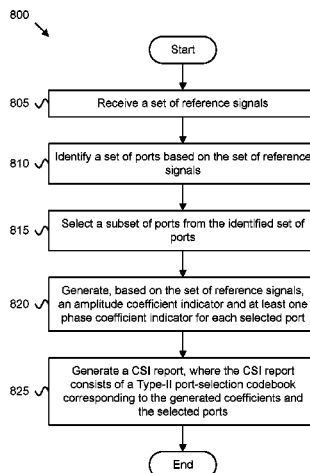 800
Start
805
Receive a set of reference signals
810
Identify a set of ports based on the set of reference
signals
815
Select a subset of ports from the identified set of
ports
820
Generate, based on the set of reference signals,
an amplitude coefficient indicator and at least one
phase coefficient indicator for each selected port
825
Generate a CSI report, where the CSI report
consists of a Type-II port-selection codebook
corresponding to the generated coefficients and
the selected ports
End